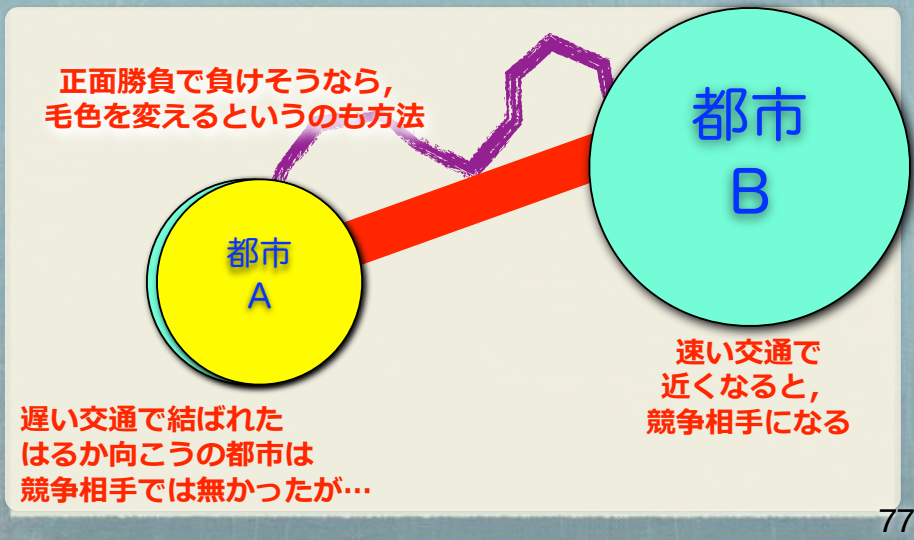 正面勝負で負けそうなら，
毛色を変えるというのも方法
都市
B
都市
A
速い交通で
近くなると，
競争相手になる
遅い交通で結ばれた
はるか向こうの都市は
競争相手では無かったが…
77